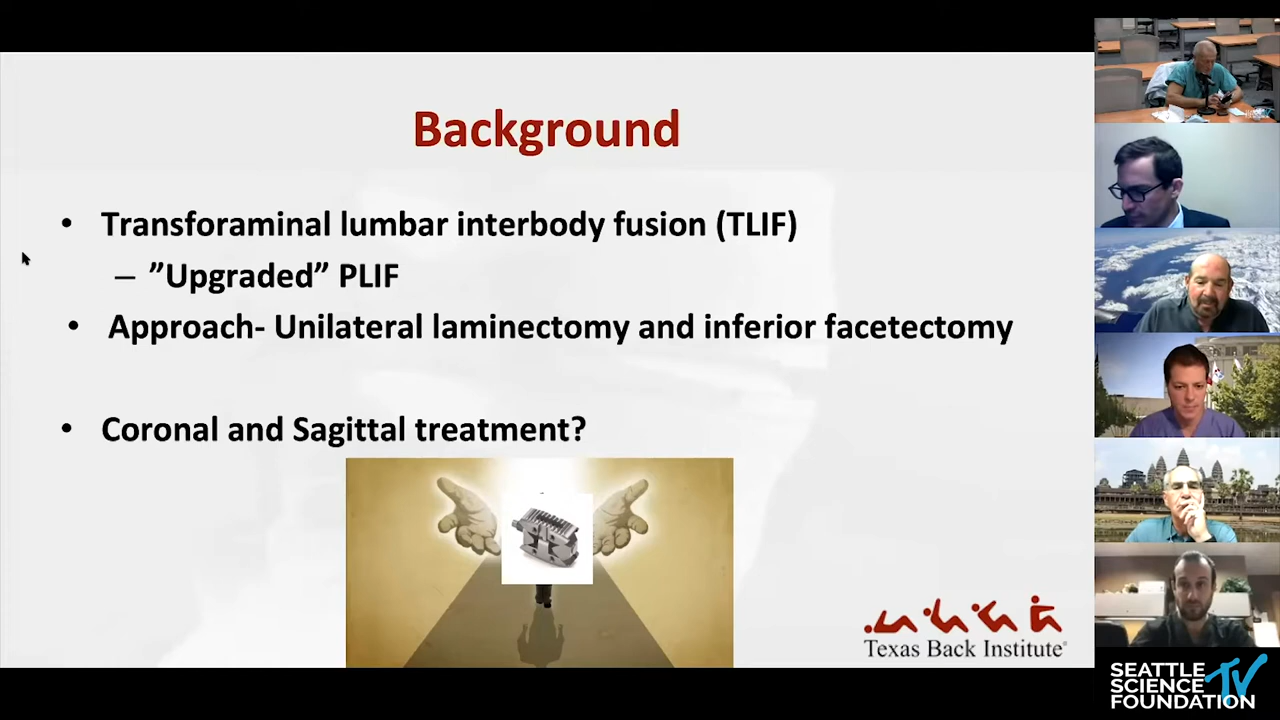 Background
• Transforaminal lumbar interbody fusion (TLIF)
– ”Upgraded” PLIF
• Approach- Unilateral laminectomy and inferior facetectomy
• Coronal and Sagittal treatment?
Texas Back Institute®
SEATTLE
SCIENCE TV
FOUNDATION